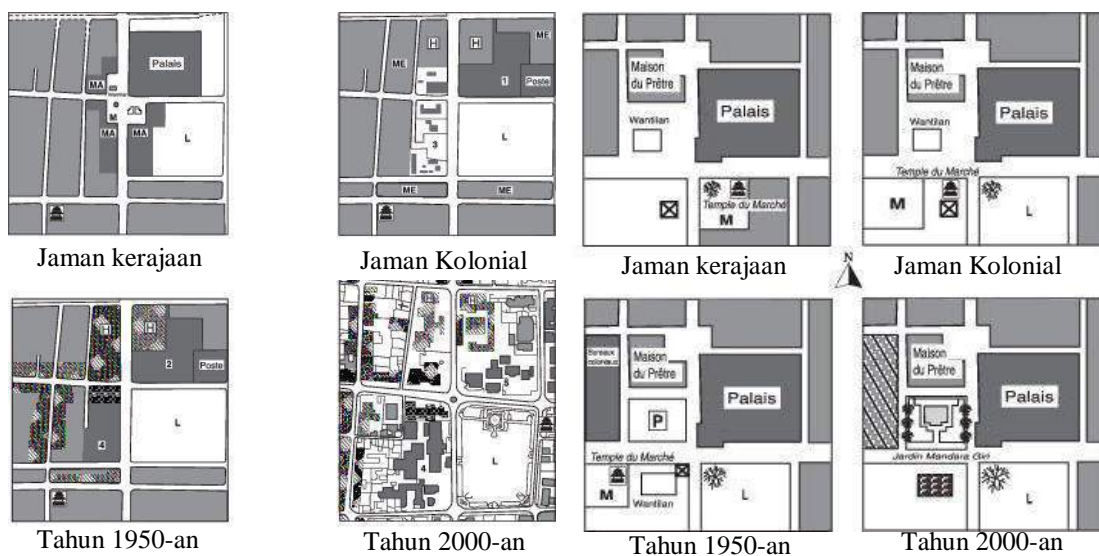 Palais
MA
M
MA
MA
L
Jaman kerajaan
H
H
ME
ME
1
Poste
3
L
ME
ME
Jaman Kolonial
Maison
du Prêtre
Palais
Wantilan
Temple du Marché
M
Jaman kerajaan
Maison
du Prêtre
Palais
Wantilan
Temple du Marché
M
L
Jaman Kolonial
N
H
H
2
Poste
L
4
Tahun 1950-an
H
H
5
L
4
Tahun 2000-an
Maison
du Prêtre
Palais
P
Temple du Marché
M
Wantilan
L
Tahun 1950-an
Maison
du Prêtre
Palais
Jardin Mandara Giri
L
Tahun 2000-an